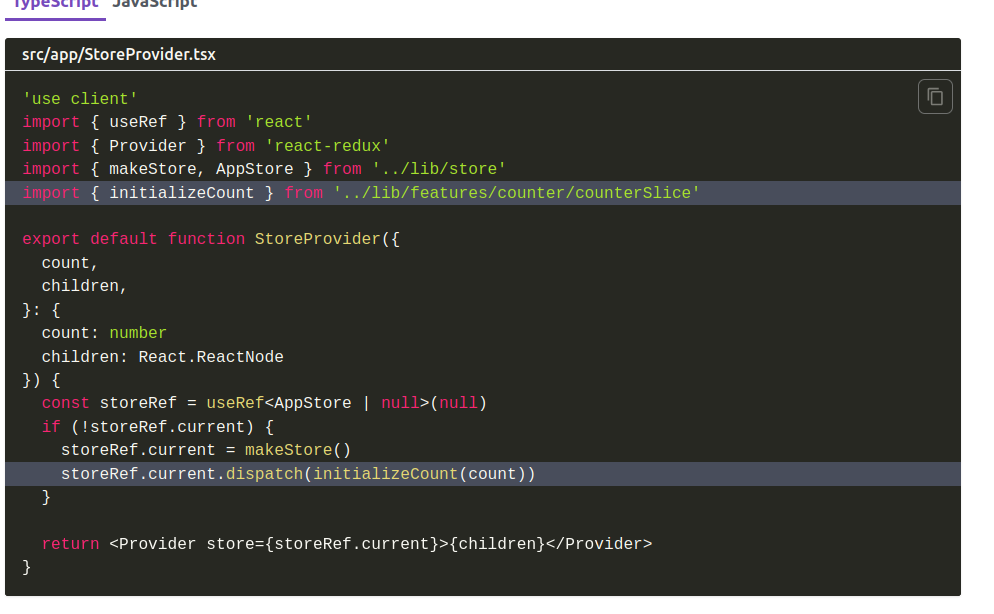 TypeScript JavaScript
src/app/StoreProvider.tsx
'use client'
import { useRef } from 'react'
import { Provider } from 'react-redux'
import { makeStore, AppStore } from '../lib/store'
import { initializeCount } from '../lib/features/counter/counterSlice'
export default function StoreProvider({
  count,
  children,
}: {
  count: number
  children: React.ReactNode
}) {
  const storeRef = useRef<AppStore | null>(null)
  if (!storeRef.current) {
    storeRef.current = makeStore()
    storeRef.current.dispatch(initializeCount(count))
  }
  return <Provider store={storeRef.current}>{children}</Provider>
}